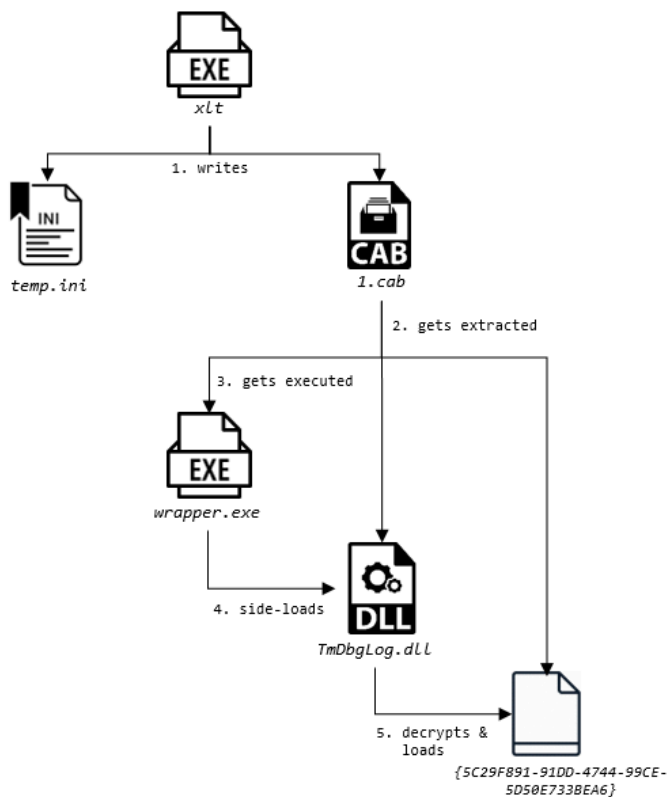 EXE
xlt
1. writes
INI
temp.ini
CAB
1.cab
2. gets extracted
3. gets executed
EXE
wrapper.exe
4. side-loads
DLL
TmDbgLog.dll
5. decrypts &
loads
{5C29F891-91DD-4744-99CE-
5D50E733BEA6}